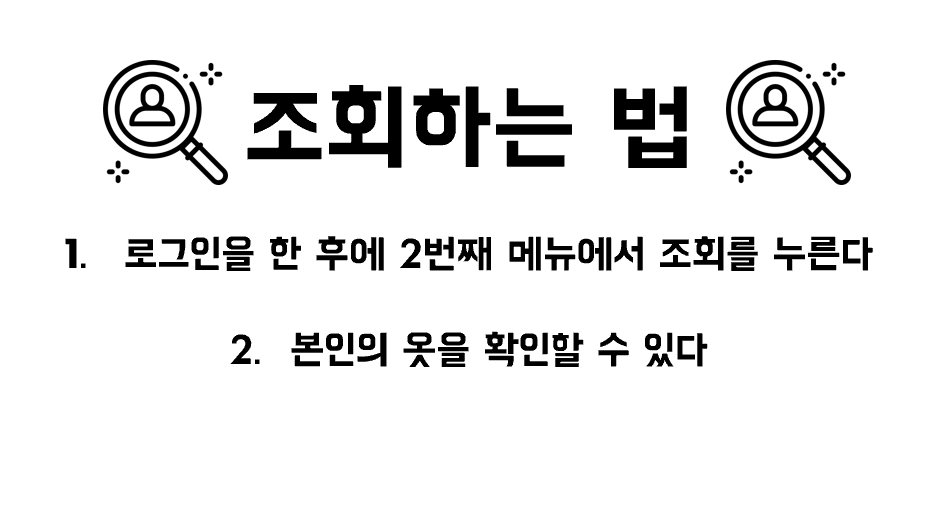 조회하는 법
1. 로그인을 한 후에 2번째 메뉴에서 조회를 누른다
2. 본인의 옷을 확인할 수 있다